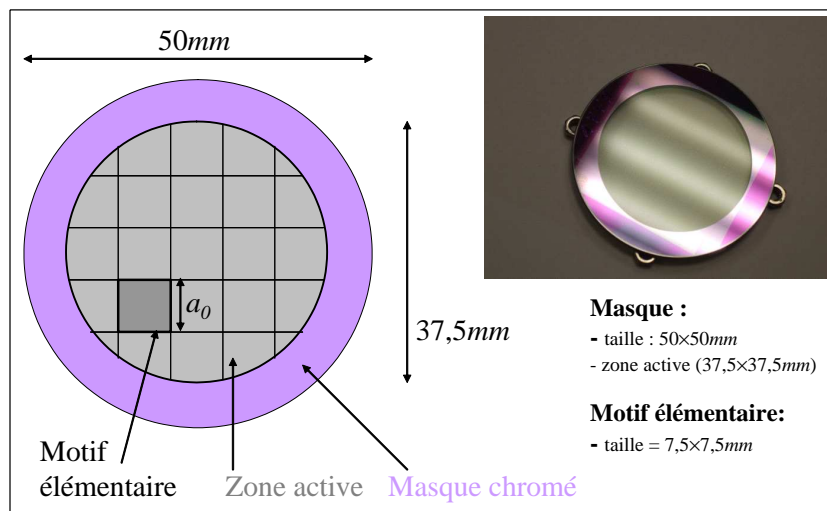 50mm
a0
37,5mm
Motif
élémentaire
Zone active
Masque chromé
Masque :
- taille : 50×50mm
- zone active (37,5×37,5mm)
Motif élémentaire:
- taille = 7,5×7,5mm